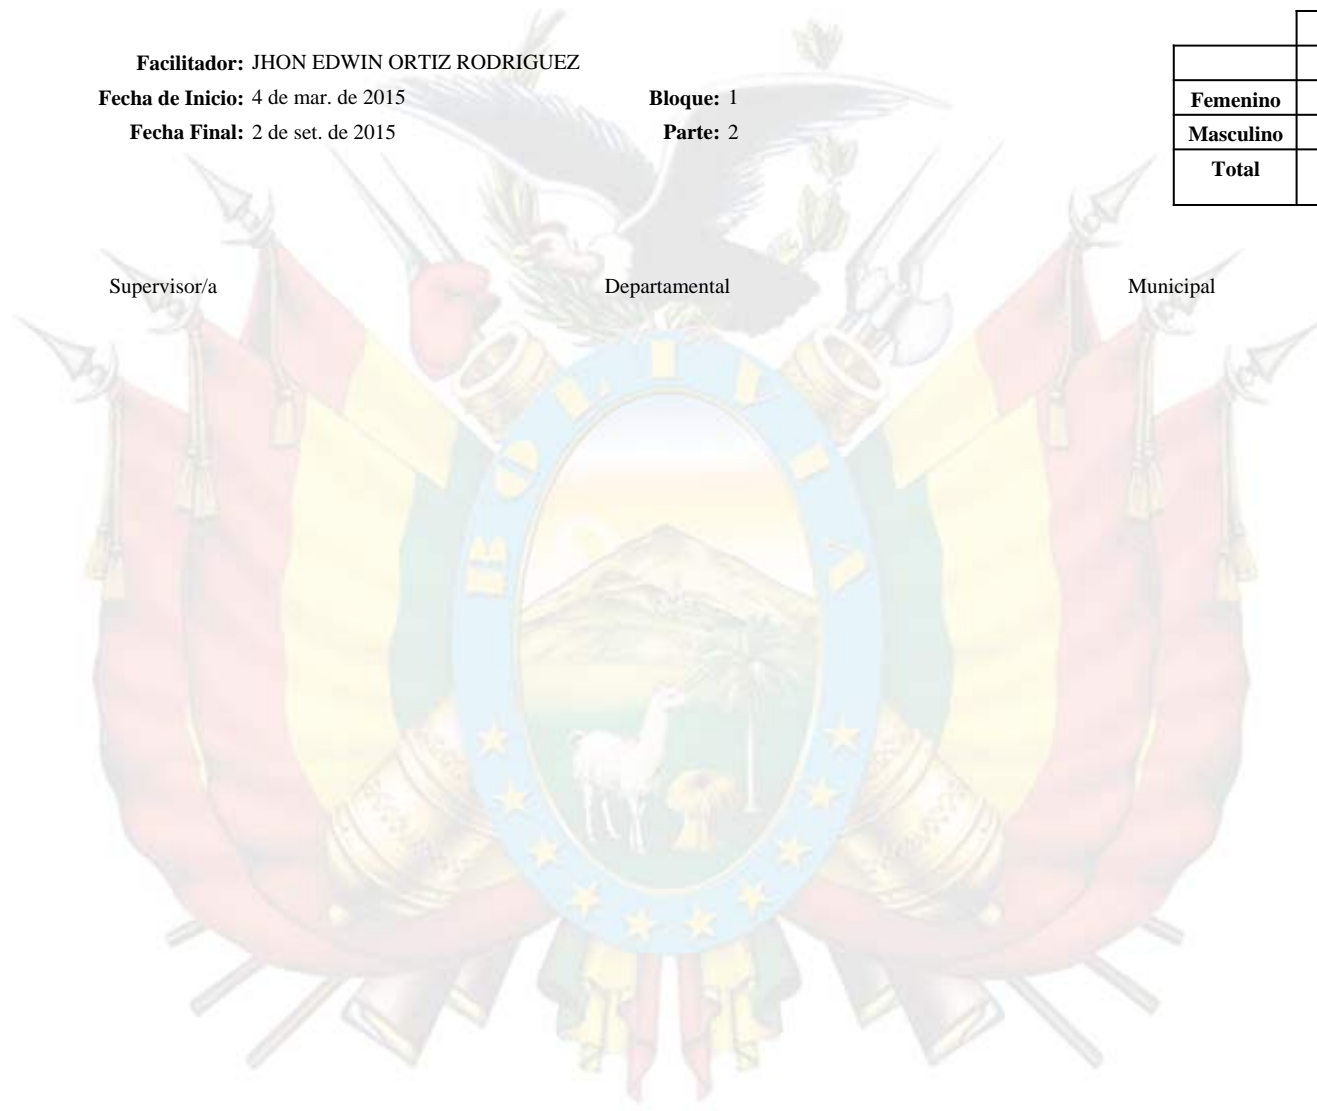 Facilitador: JHON EDWIN ORTIZ RODRIGUEZ
Fecha de Inicio: 4 de mar. de 2015 Bloque: 1
Fecha Final: 2 de set. de 2015 Parte: 2
Femenino
Masculino
Total
Supervisor/a Departamental Municipal
BOLIVIA